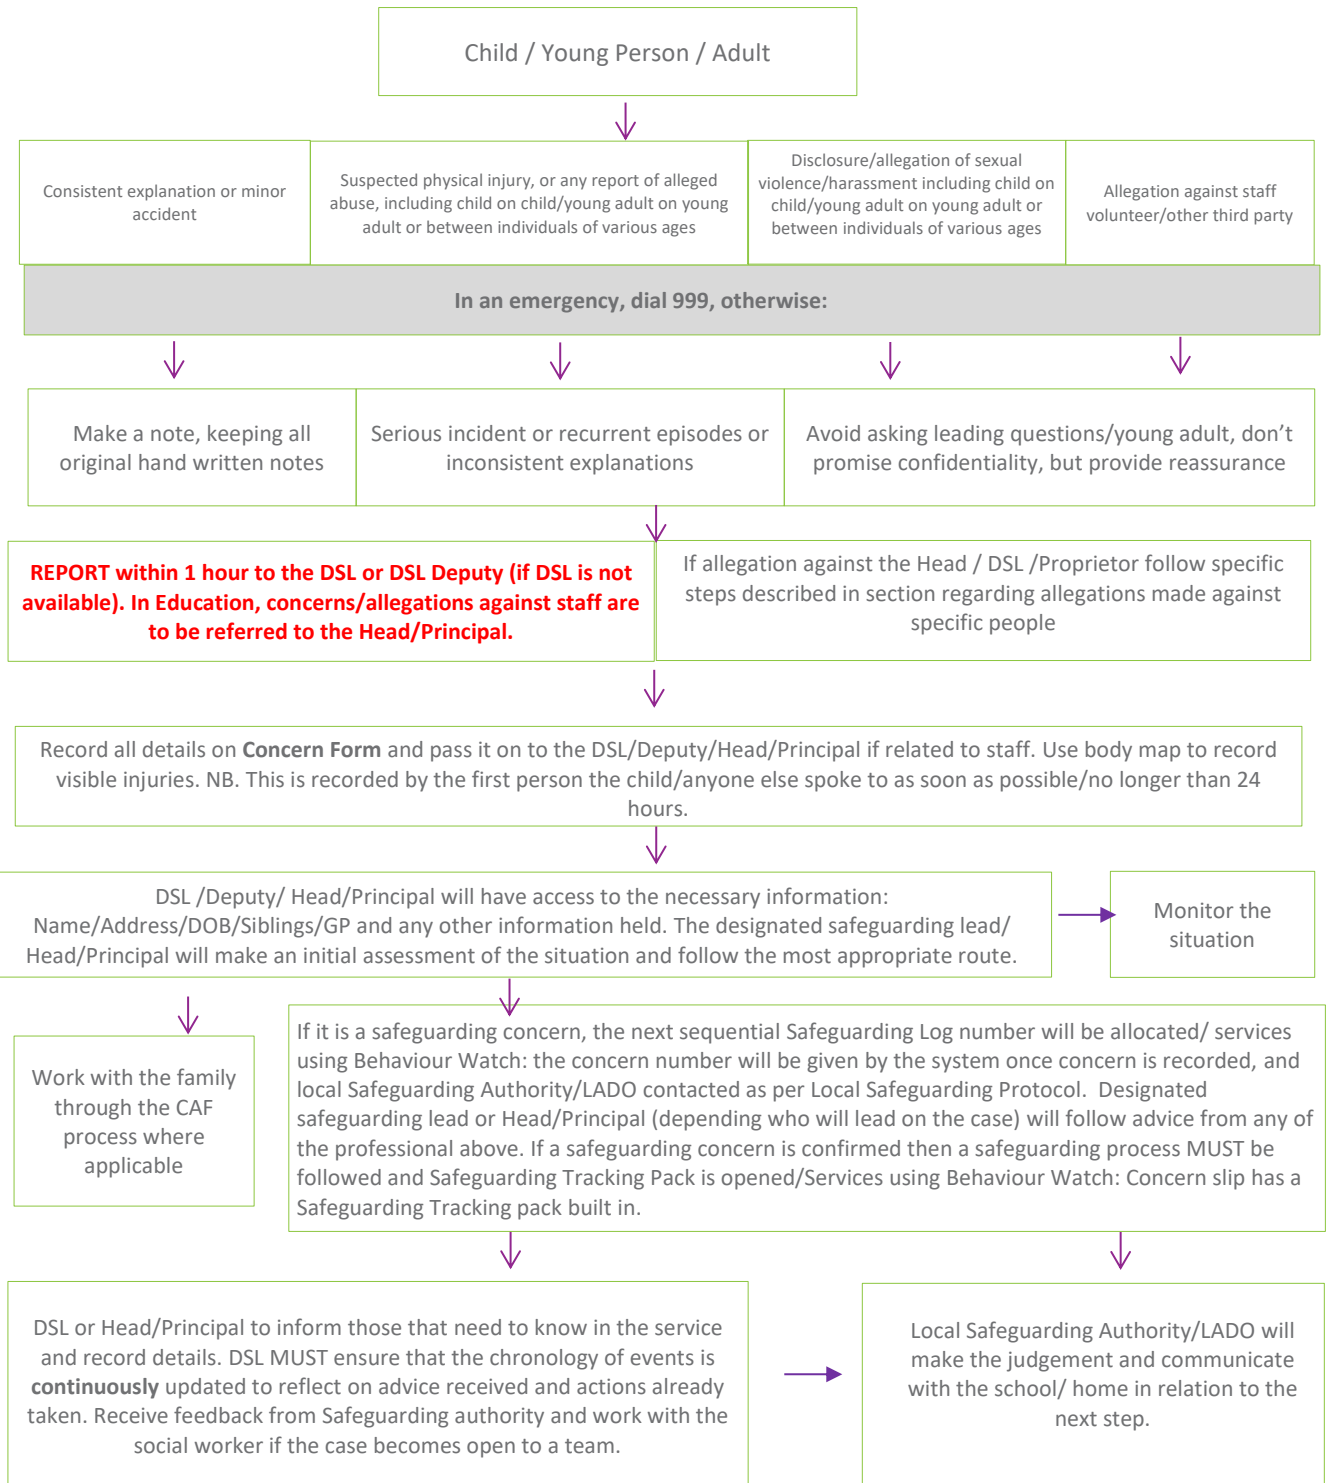 Child / Young Person / Adult
Consistent explanation or minor
accident
Suspected physical injury, or any report of alleged
abuse, including child on child/young adult on young
adult or between individuals of various ages
Disclosure/allegation of sexual
violence/harassment including child on
child/young adult on young adult or
between individuals of various ages
Allegation against staff
volunteer/other third party
In an emergency, dial 999, otherwise:
Make a note, keeping all
original hand written notes
Serious incident or recurrent episodes or
inconsistent explanations
Avoid asking leading questions/young adult, don’t
promise confidentiality, but provide reassurance
REPORT within 1 hour to the DSL or DSL Deputy (if DSL is not
available). In Education, concerns/allegations against staff are
to be referred to the Head/Principal.
If allegation against the Head / DSL /Proprietor follow specific
steps described in section regarding allegations made against
specific people
Record all details on Concern Form and pass it on to the DSL/Deputy/Head/Principal if related to staff. Use body map to record
visible injuries. NB. This is recorded by the first person the child/anyone else spoke to as soon as possible/no longer than 24
hours.
DSL /Deputy/ Head/Principal will have access to the necessary information:
Name/Address/DOB/Siblings/GP and any other information held. The designated safeguarding lead/
Head/Principal will make an initial assessment of the situation and follow the most appropriate route.
Monitor the
situation
Work with the family
through the CAF
process where
applicable
If it is a safeguarding concern, the next sequential Safeguarding Log number will be allocated/ services
using Behaviour Watch: the concern number will be given by the system once concern is recorded, and
local Safeguarding Authority/LADO contacted as per Local Safeguarding Protocol. Designated
safeguarding lead or Head/Principal (depending who will lead on the case) will follow advice from any of
the professional above. If a safeguarding concern is confirmed then a safeguarding process MUST be
followed and Safeguarding Tracking Pack is opened/Services using Behaviour Watch: Concern slip has a
Safeguarding Tracking pack built in.
DSL or Head/Principal to inform those that need to know in the service
and record details. DSL MUST ensure that the chronology of events is
continuously updated to reflect on advice received and actions already
taken. Receive feedback from Safeguarding authority and work with the
social worker if the case becomes open to a team.
Local Safeguarding Authority/LADO will
make the judgement and communicate
with the school/ home in relation to the
next step.